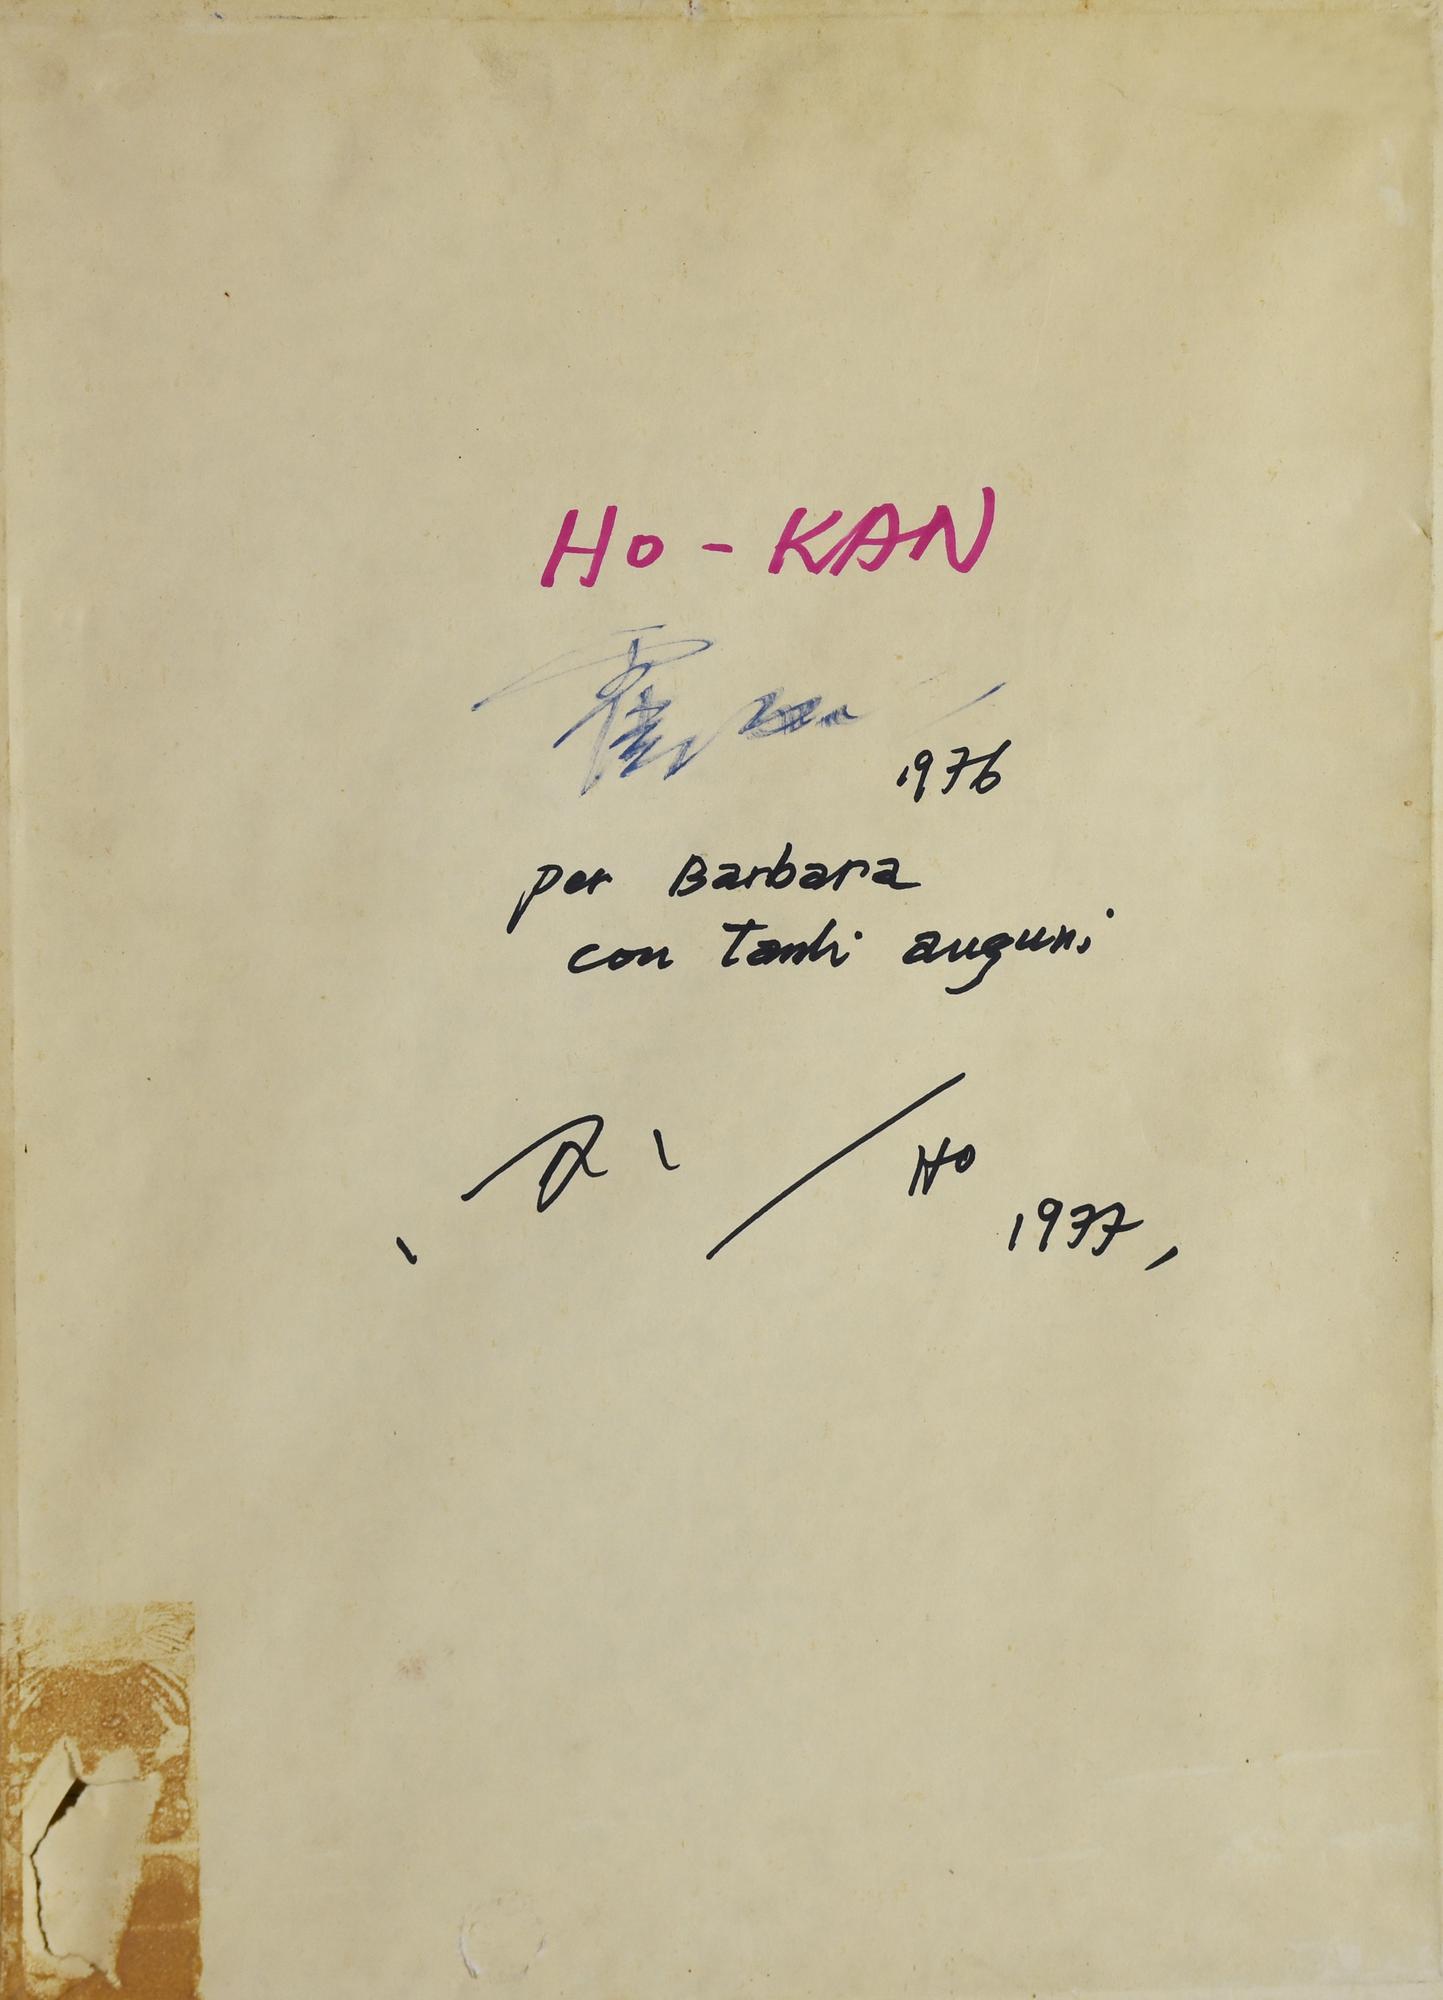 HO-KAN
霍
1976
per Barbara
con Tanti auguri
Ho
1977,